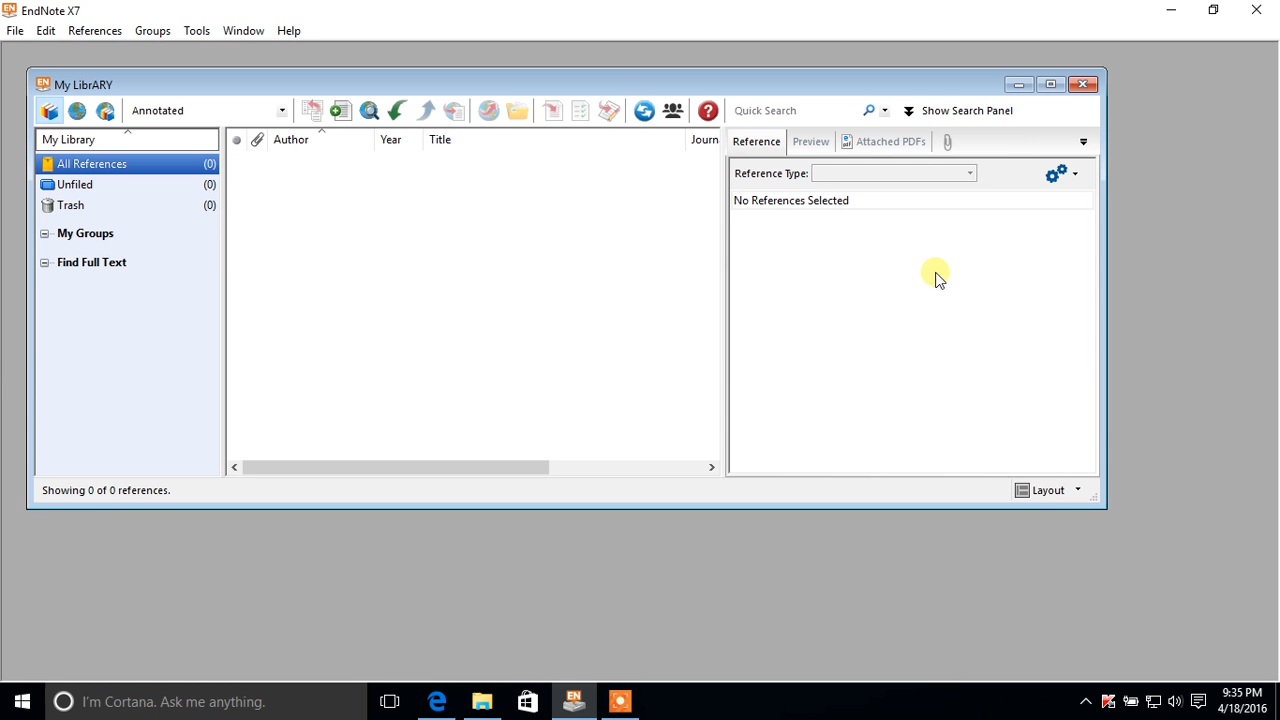 EndNote X7
File Edit References Groups Tools Window Help
My LibrARY
Annotated
Quick Search
Show Search Panel
My Library
Author Year Title Journ
Reference Preview Attached PDFs
All References (0)
Reference Type:
Unfiled (0)
No References Selected
Trash (0)
My Groups
Find Full Text
Showing 0 of 0 references.
Layout
I'm Cortana. Ask me anything.
9:35 PM
4/18/2016